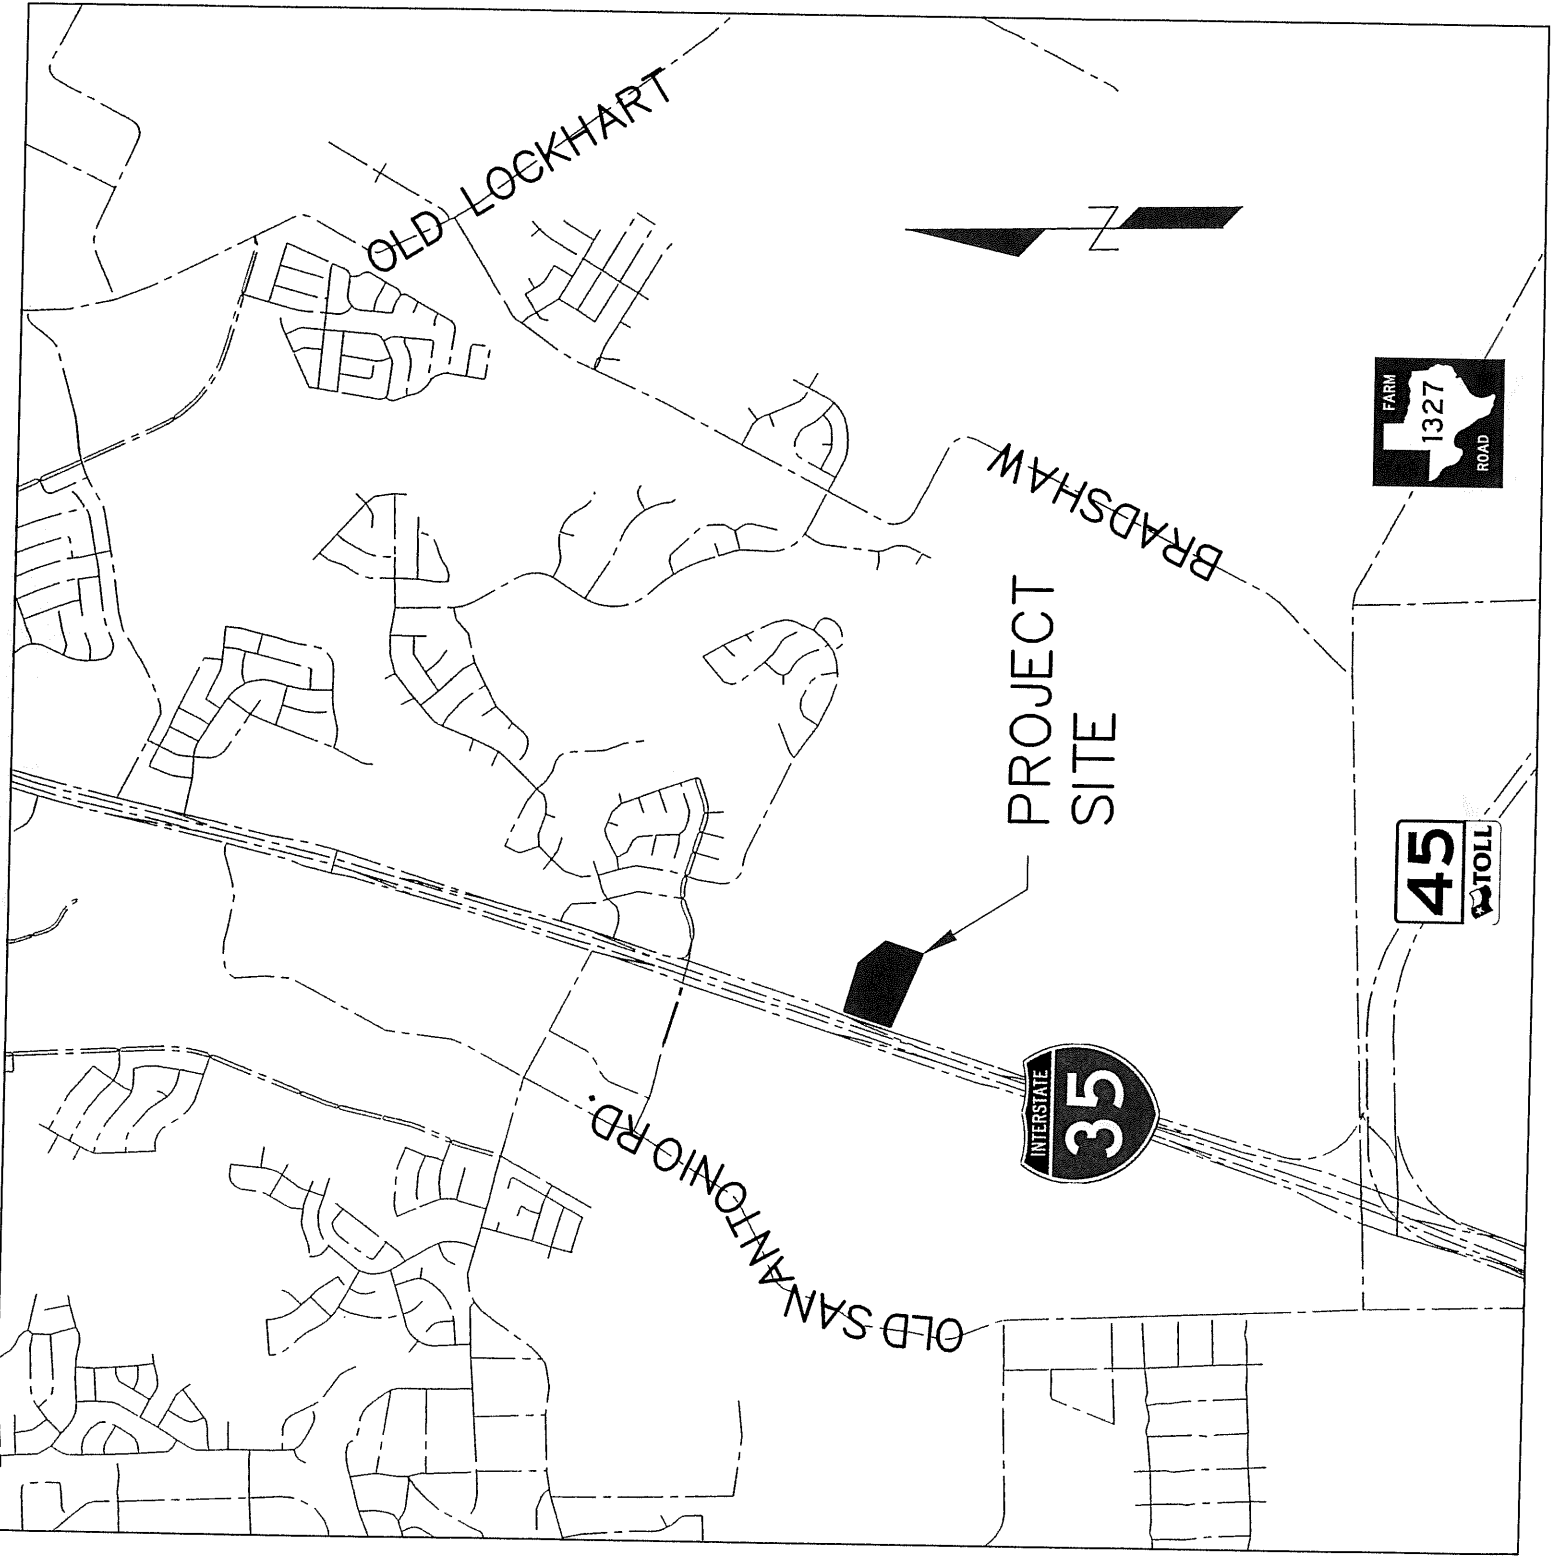 OLD LOCKHART
N
FARM
1327
ROAD
BRADSHAW
PROJECT
SITE
45
TOLL
INTERSTATE
35
OLD SAN ANTONIO RD.